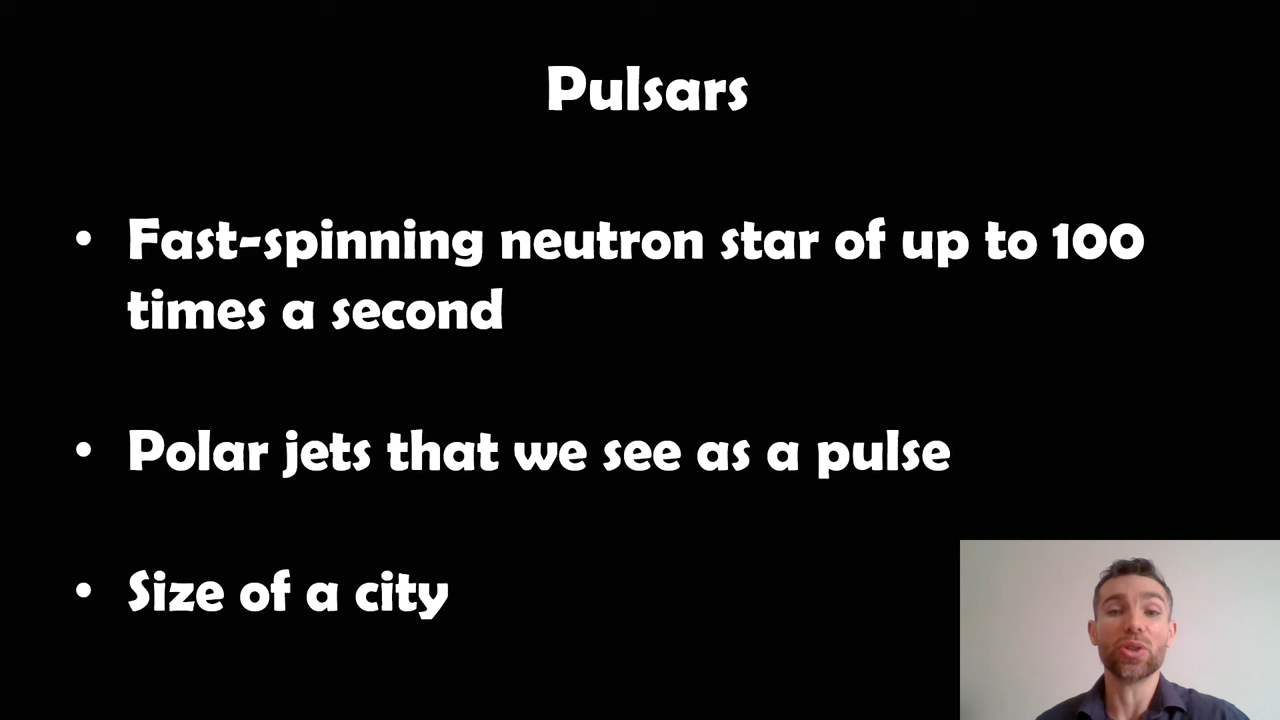 Pulsars
• Fast-spinning neutron star of up to 100
times a second
• Polar jets that we see as a pulse
• Size of a city